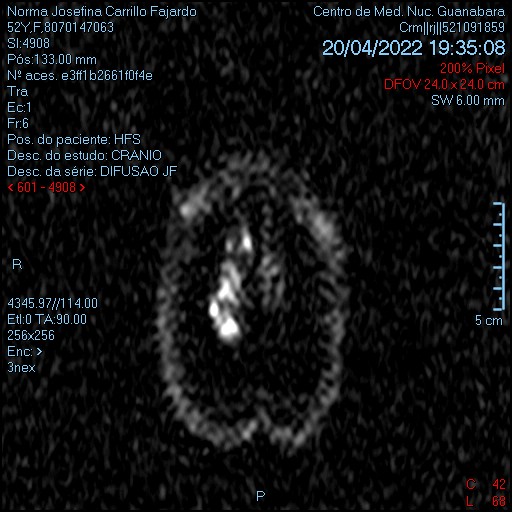 Norma Josefina Carrillo Fajardo
52Y,F,8070147063
Sl:4908
Pós:133.00 mm
Nº aces. e3ff1b2661f0f4e
Tra
Ec:1
Fr:6
Pos. do paciente: HFS
Desc. do estudo: CRANIO
Desc. da série: DIFUSAO JF
< 601 - 4908 >
Centro de Med. Nuc. Guanabara
Crm||rj||521091859
20/04/2022 19:35:08
200% Pixel
DFOV 24.0 x 24.0 cm
SW 6.00 mm
R
4345.97//114.00
Etl:0 TA:90.00
256x256
Enc: >
3nex
5 cm
P
C 42
L 68